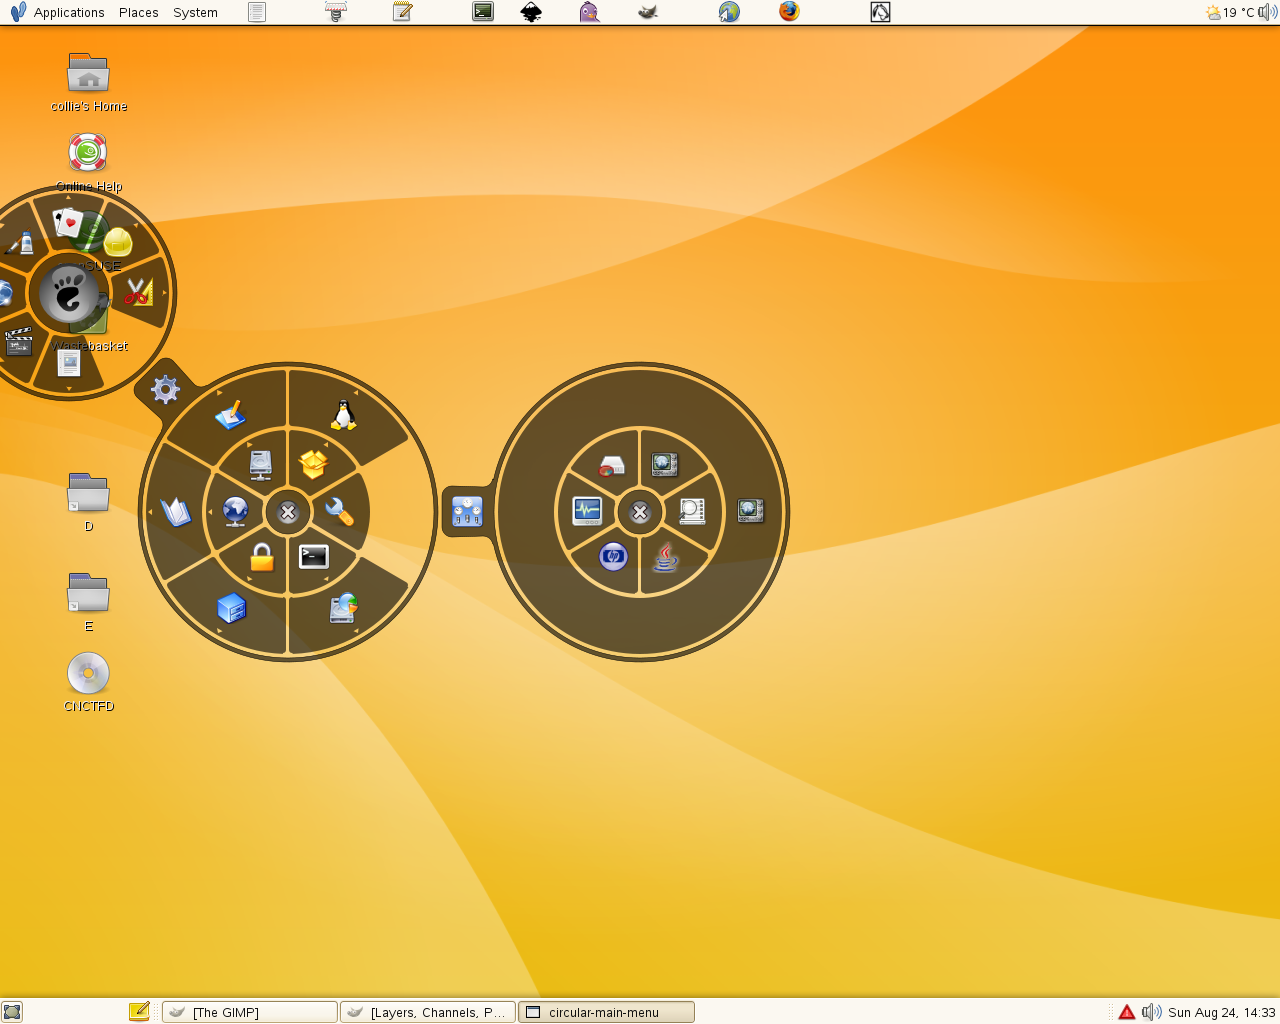 Applications Places System
19 °C
collie's Home
Online Help
openSUSE
Wastebasket
D
E
CNCTFD
[The GIMP]
[Layers, Channels, P...
circular-main-menu
Sun Aug 24, 14:33